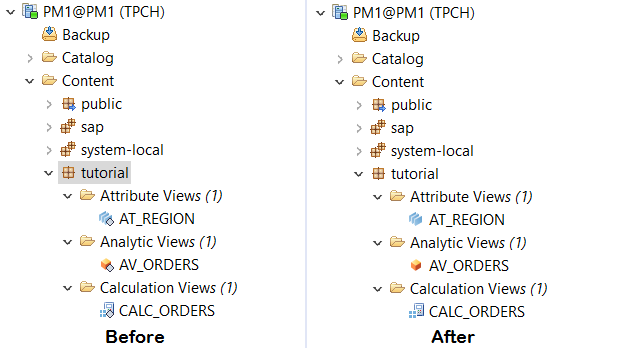 PM1@PM1 (TPCH)
Backup
Catalog
Content
public
sap
system-local
tutorial
Attribute Views (1)
AT_REGION
Analytic Views (1)
AV_ORDERS
Calculation Views (1)
CALC_ORDERS
Before
PM1@PM1 (TPCH)
Backup
Catalog
Content
public
sap
system-local
tutorial
Attribute Views (1)
AT_REGION
Analytic Views (1)
AV_ORDERS
Calculation Views (1)
CALC_ORDERS
After